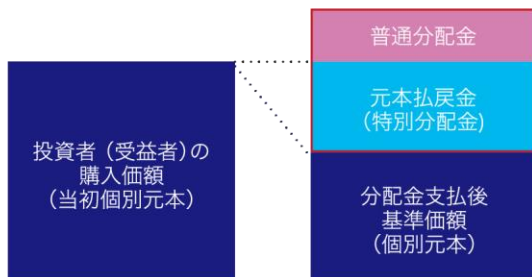 普通分配金
元本払戻金
(特別分配金)
投資者（受益者）の
購入価額
（当初個別元本）
分配金支払後
基準価額
（個別元本）